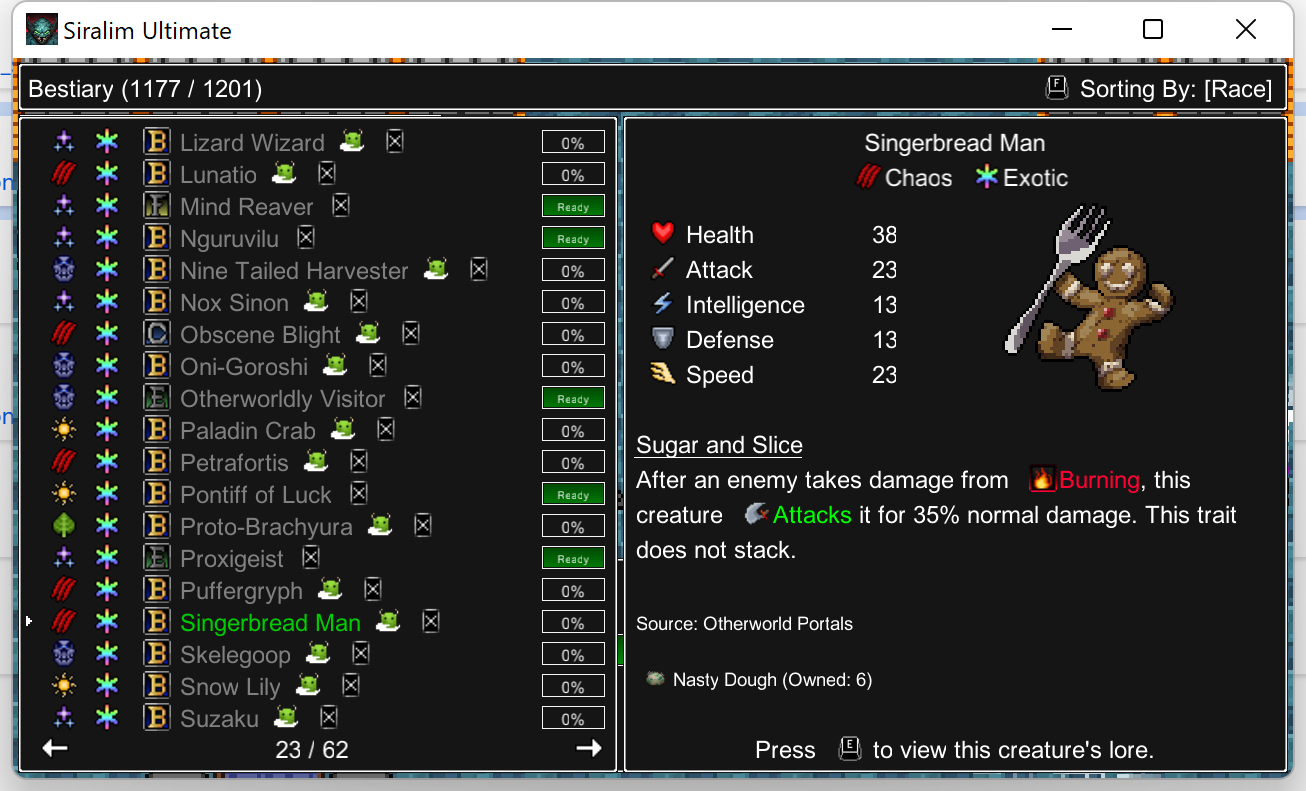 Siralim Ultimate
Bestiary (1177 / 1201)
F Sorting By: [Race]
B Lizard Wizard 0%
B Lunatio 0%
F Mind Reaver Ready
B Nguruvilu Ready
B Nine Tailed Harvester 0%
B Nox Sinon 0%
C Obscene Blight 0%
B Oni-Goroshi 0%
E Otherworldly Visitor Ready
B Paladin Crab 0%
B Petrafortis 0%
B Pontiff of Luck Ready
B Proto-Brachyura 0%
E Proxigeist Ready
B Puffergryph 0%
B Singerbread Man 0%
B Skelegoop 0%
B Snow Lily 0%
B Suzaku 0%
23 / 62
Singerbread Man
Chaos Exotic
Health 38
Attack 23
Intelligence 13
Defense 13
Speed 23
Sugar and Slice
After an enemy takes damage from Burning, this
creature Attacks it for 35% normal damage. This trait
does not stack.
Source: Otherworld Portals
Nasty Dough (Owned: 6)
Press E to view this creature's lore.